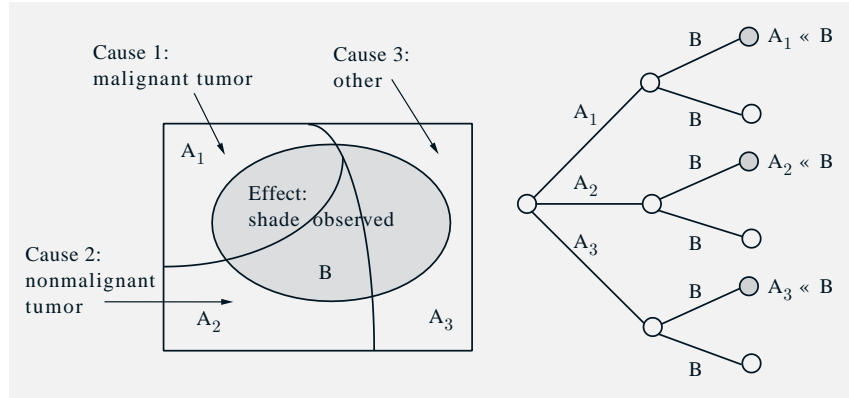 Cause 1:
malignant tumor
Cause 3:
other
A1
Effect:
shade observed
B
Cause 2:
nonmalignant
tumor
A2
A3
A1
A2
A3
B
A1 « B
B
B
A2 « B
B
B
A3 « B
B